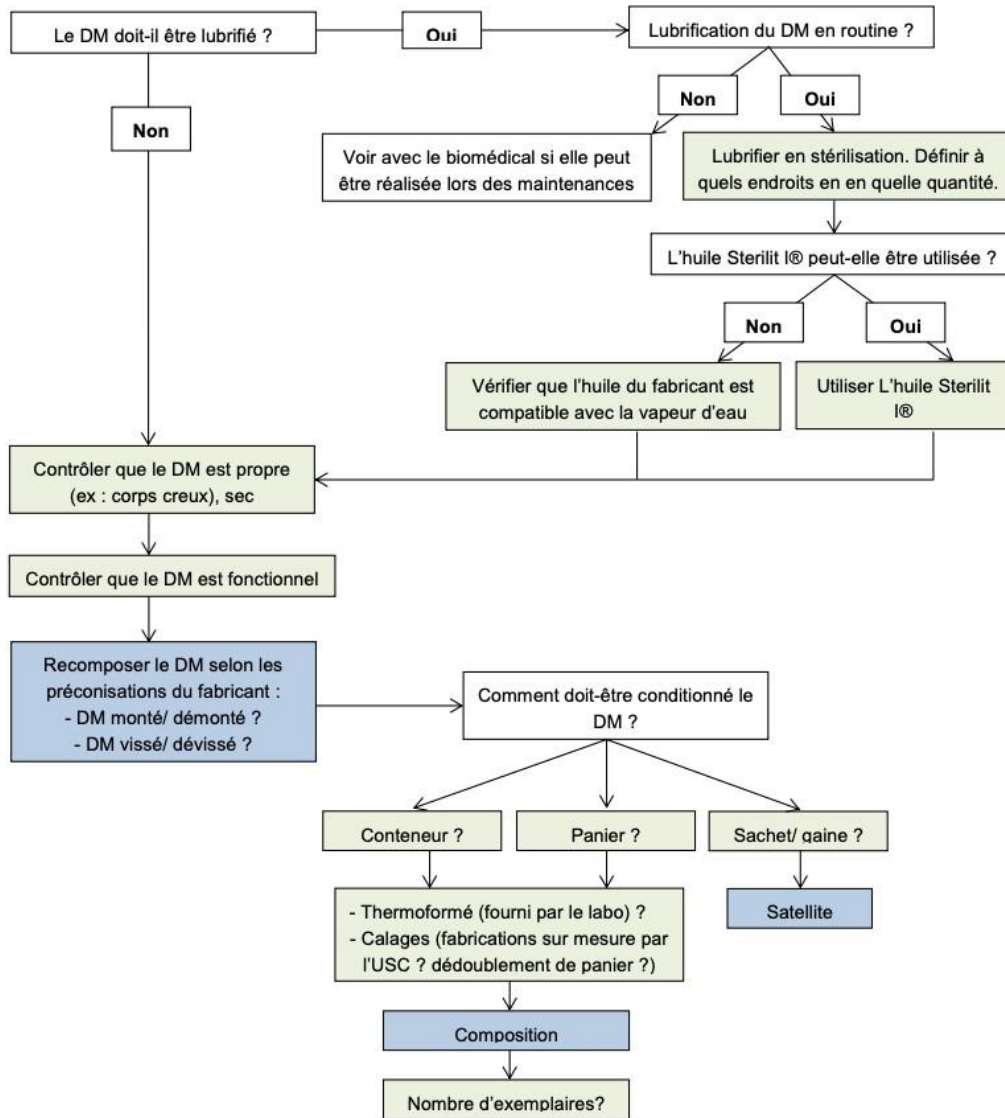 Le DM doit-il être lubrifié ?
Oui
Lubrification du DM en routine ?
Non
Non
Oui
Voir avec le biomédical si elle peut
être réalisée lors des maintenances
Lubrifier en stérilisation. Définir à
quels endroits en en quelle quantité.
L'huile Sterilit I® peut-elle être utilisée ?
Non
Oui
Vérifier que l'huile du fabricant est
compatible avec la vapeur d'eau
Utiliser L'huile Sterilit
I®
Contrôler que le DM est propre
(ex : corps creux), sec
Contrôler que le DM est fonctionnel
Recomposer le DM selon les
préconisations du fabricant :
- DM monté/ démonté ?
- DM vissé/ dévissé ?
Comment doit-être conditionné le
DM ?
Conteneur ?
Panier ?
Sachet/ gaine ?
- Thermoformé (fourni par le labo) ?
- Calages (fabrications sur mesure par
l'USC ? dédoublement de panier ?)
Satellite
Composition
Nombre d'exemplaires?